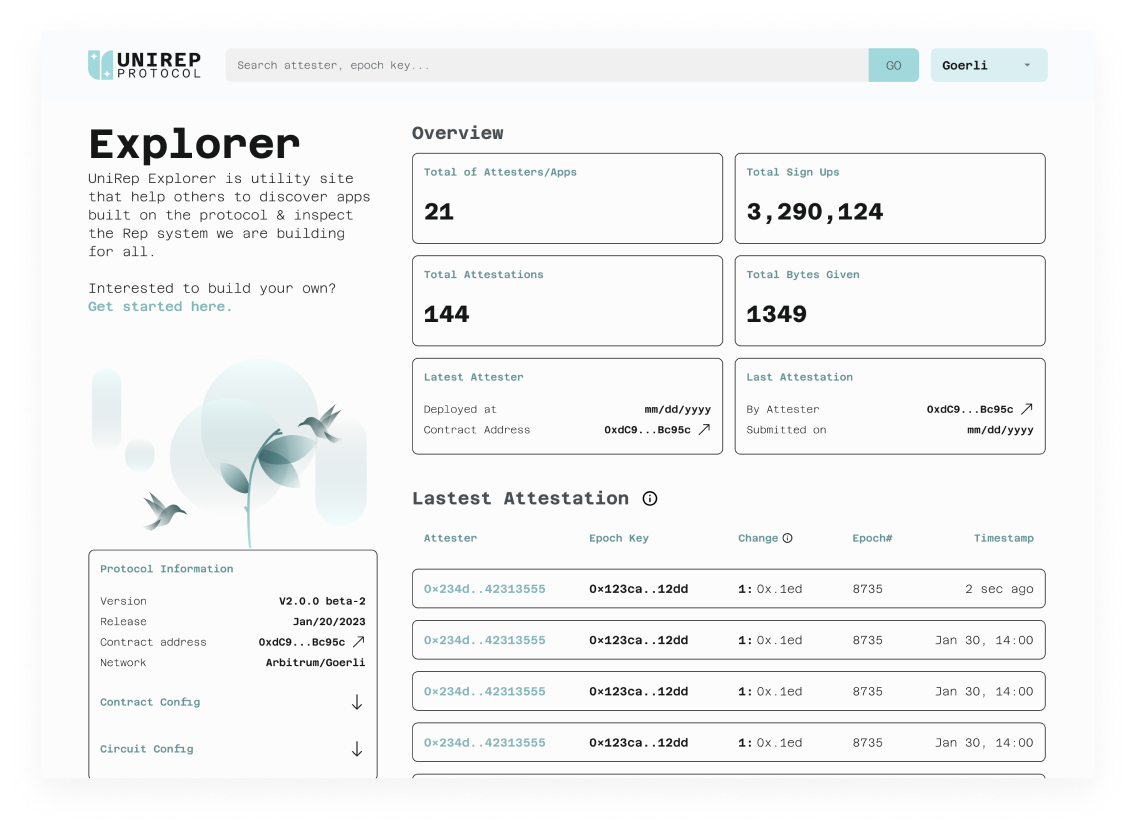 UNIREP
PROTOCOL
Search attester, epoch key...
GO
Goerli
Explorer
UniRep Explorer is utility site
that help others to discover apps
built on the protocol & inspect
the Rep system we are building
for all.
Interested to build your own?
Get started here.
Protocol Information
Version V2.0.0 beta-2
Release Jan/20/2023
Contract address 0xdC9...Bc95c
Network Arbitrum/Goerli
Contract Config
Circuit Config
Overview
Total of Attesters/Apps
21
Total Sign Ups
3,290,124
Total Attestations
144
Total Bytes Given
1349
Latest Attester
Deployed at mm/dd/yyyy
Contract Address 0xdC9...Bc95c
Last Attestation
By Attester 0xdC9...Bc95c
Submitted on mm/dd/yyyy
Lastest Attestation
Attester Epoch Key Change Epoch# Timestamp
0×234d..42313555 0×123ca..12dd 1: 0x.1ed 8735 2 sec ago
0×234d..42313555 0×123ca..12dd 1: 0x.1ed 8735 Jan 30, 14:00
0×234d..42313555 0×123ca..12dd 1: 0x.1ed 8735 Jan 30, 14:00
0×234d..42313555 0×123ca..12dd 1: 0x.1ed 8735 Jan 30, 14:00